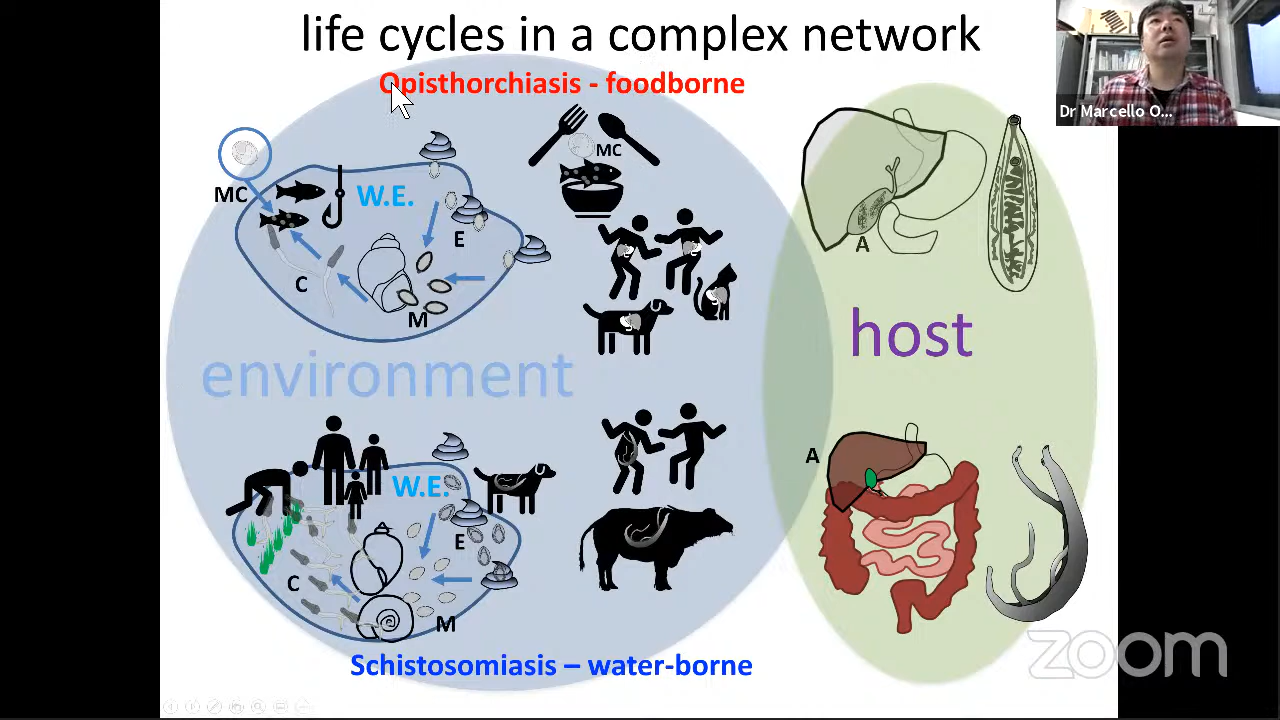 life cycles in a complex network
Opisthorchiasis - foodborne
Dr Marcello O...
MC
MC
W.E.
E
C
M
A
host
environment
A
W.E.
E
C
M
Schistosomiasis – water-borne
zoom